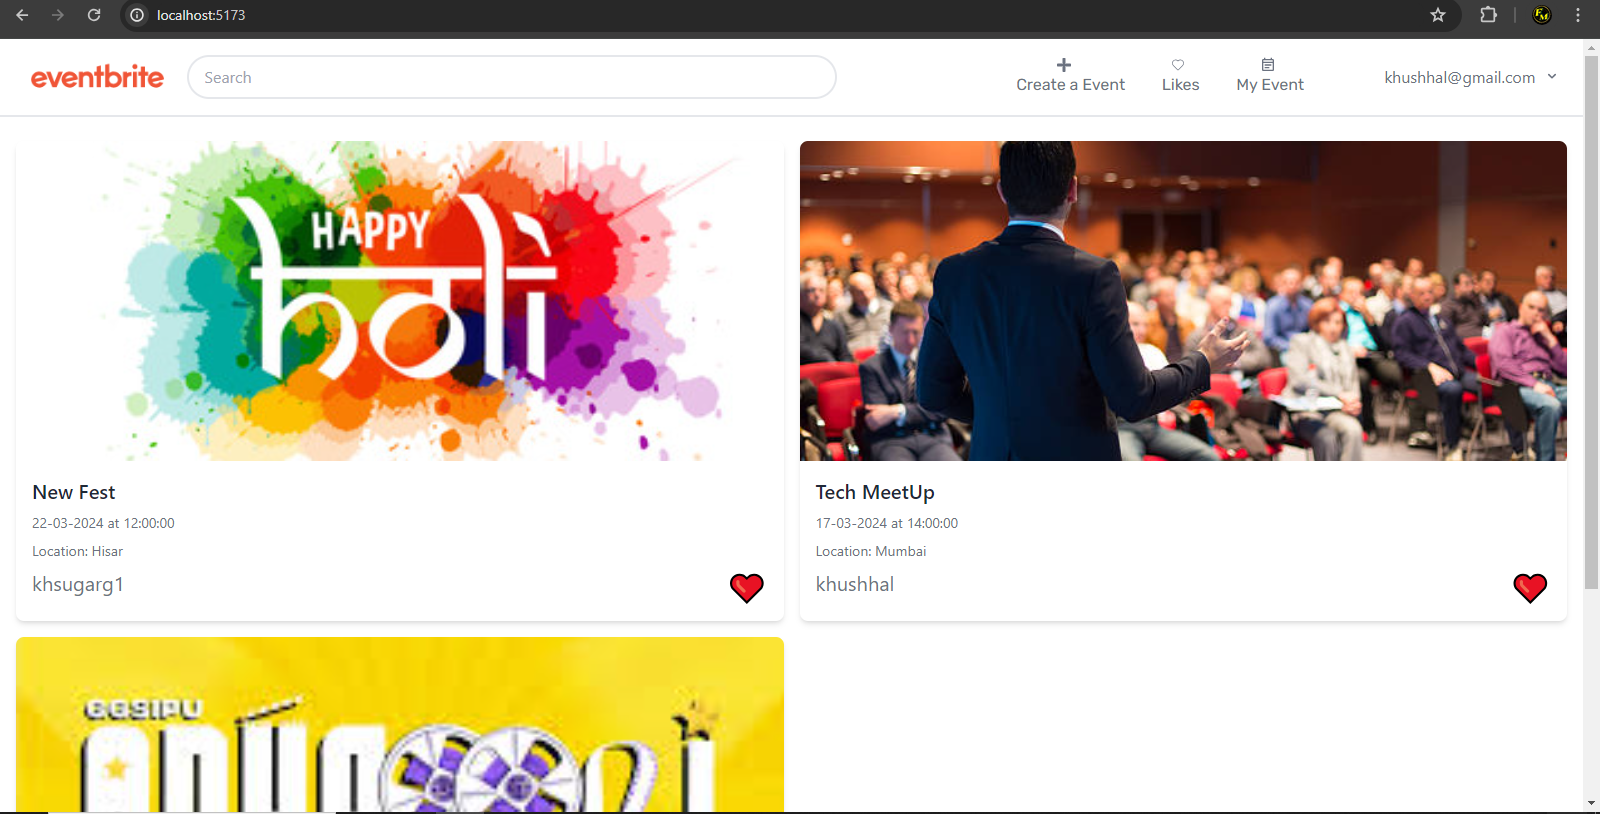 localhost:5173
FM
eventbrite
Search
Create a Event
Likes
My Event
khushhal@gmail.com
HAPPY
holi
New Fest
22-03-2024 at 12:00:00
Location: Hisar
khsugarg1
Tech MeetUp
17-03-2024 at 14:00:00
Location: Mumbai
khushhal
GGSIPU